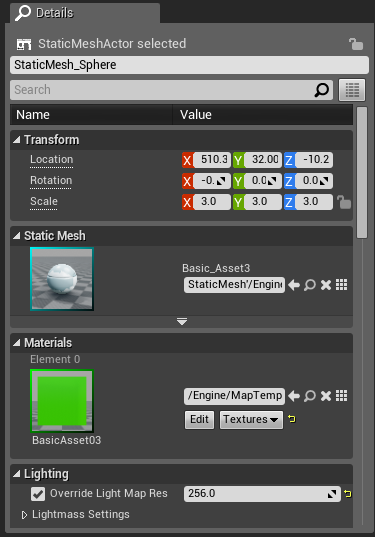 Details
StaticMeshActor selected
StaticMesh_Sphere
Search
Name Value
Transform
Location X 510.3 Y 32.00 Z -10.2
Rotation X -0. Y 0.0 Z 0.0
Scale X 3.0 Y 3.0 Z 3.0
Static Mesh
Basic_Asset3
StaticMesh'/Engine
Materials
Element 0
/Engine/MapTemp
Edit Textures
BasicAsset03
Lighting
Override Light Map Res 256.0
Lightmass Settings